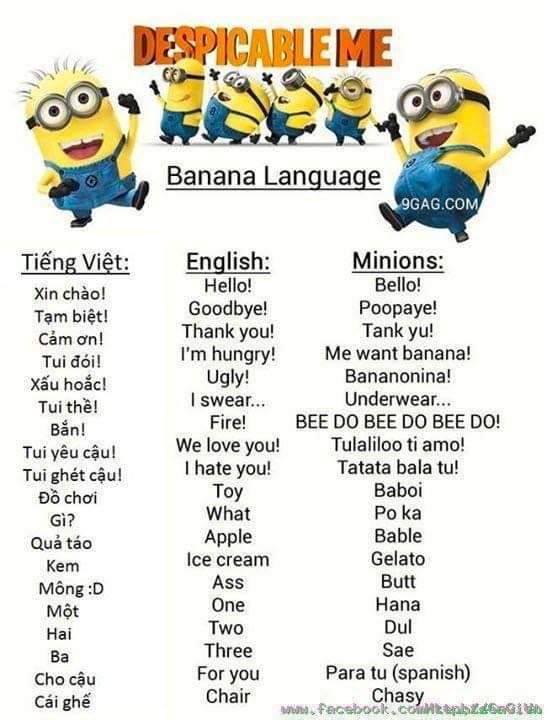 DESPICABLE ME
Banana Language
9GAG.COM
Tiếng Việt: English: Minions:
Xin chào! Hello! Bello!
Tạm biệt! Goodbye! Poopaye!
Cảm ơn! Thank you! Tank yu!
Tui đói! I'm hungry! Me want banana!
Xấu hoắc! Ugly! Bananonina!
Tui thề! I swear... Underwear...
Bắn! Fire! BEE DO BEE DO BEE DO!
Tui yêu cậu! We love you! Tulaliloo ti amo!
Tui ghét cậu! I hate you! Tatata bala tu!
Đồ chơi Toy Baboi
Gì? What Po ka
Quả táo Apple Bable
Kem Ice cream Gelato
Mông :D Ass Butt
Một One Hana
Hai Two Dul
Ba Three Sae
Cho cậu For you Para tu (spanish)
Cái ghế Chair Chasy